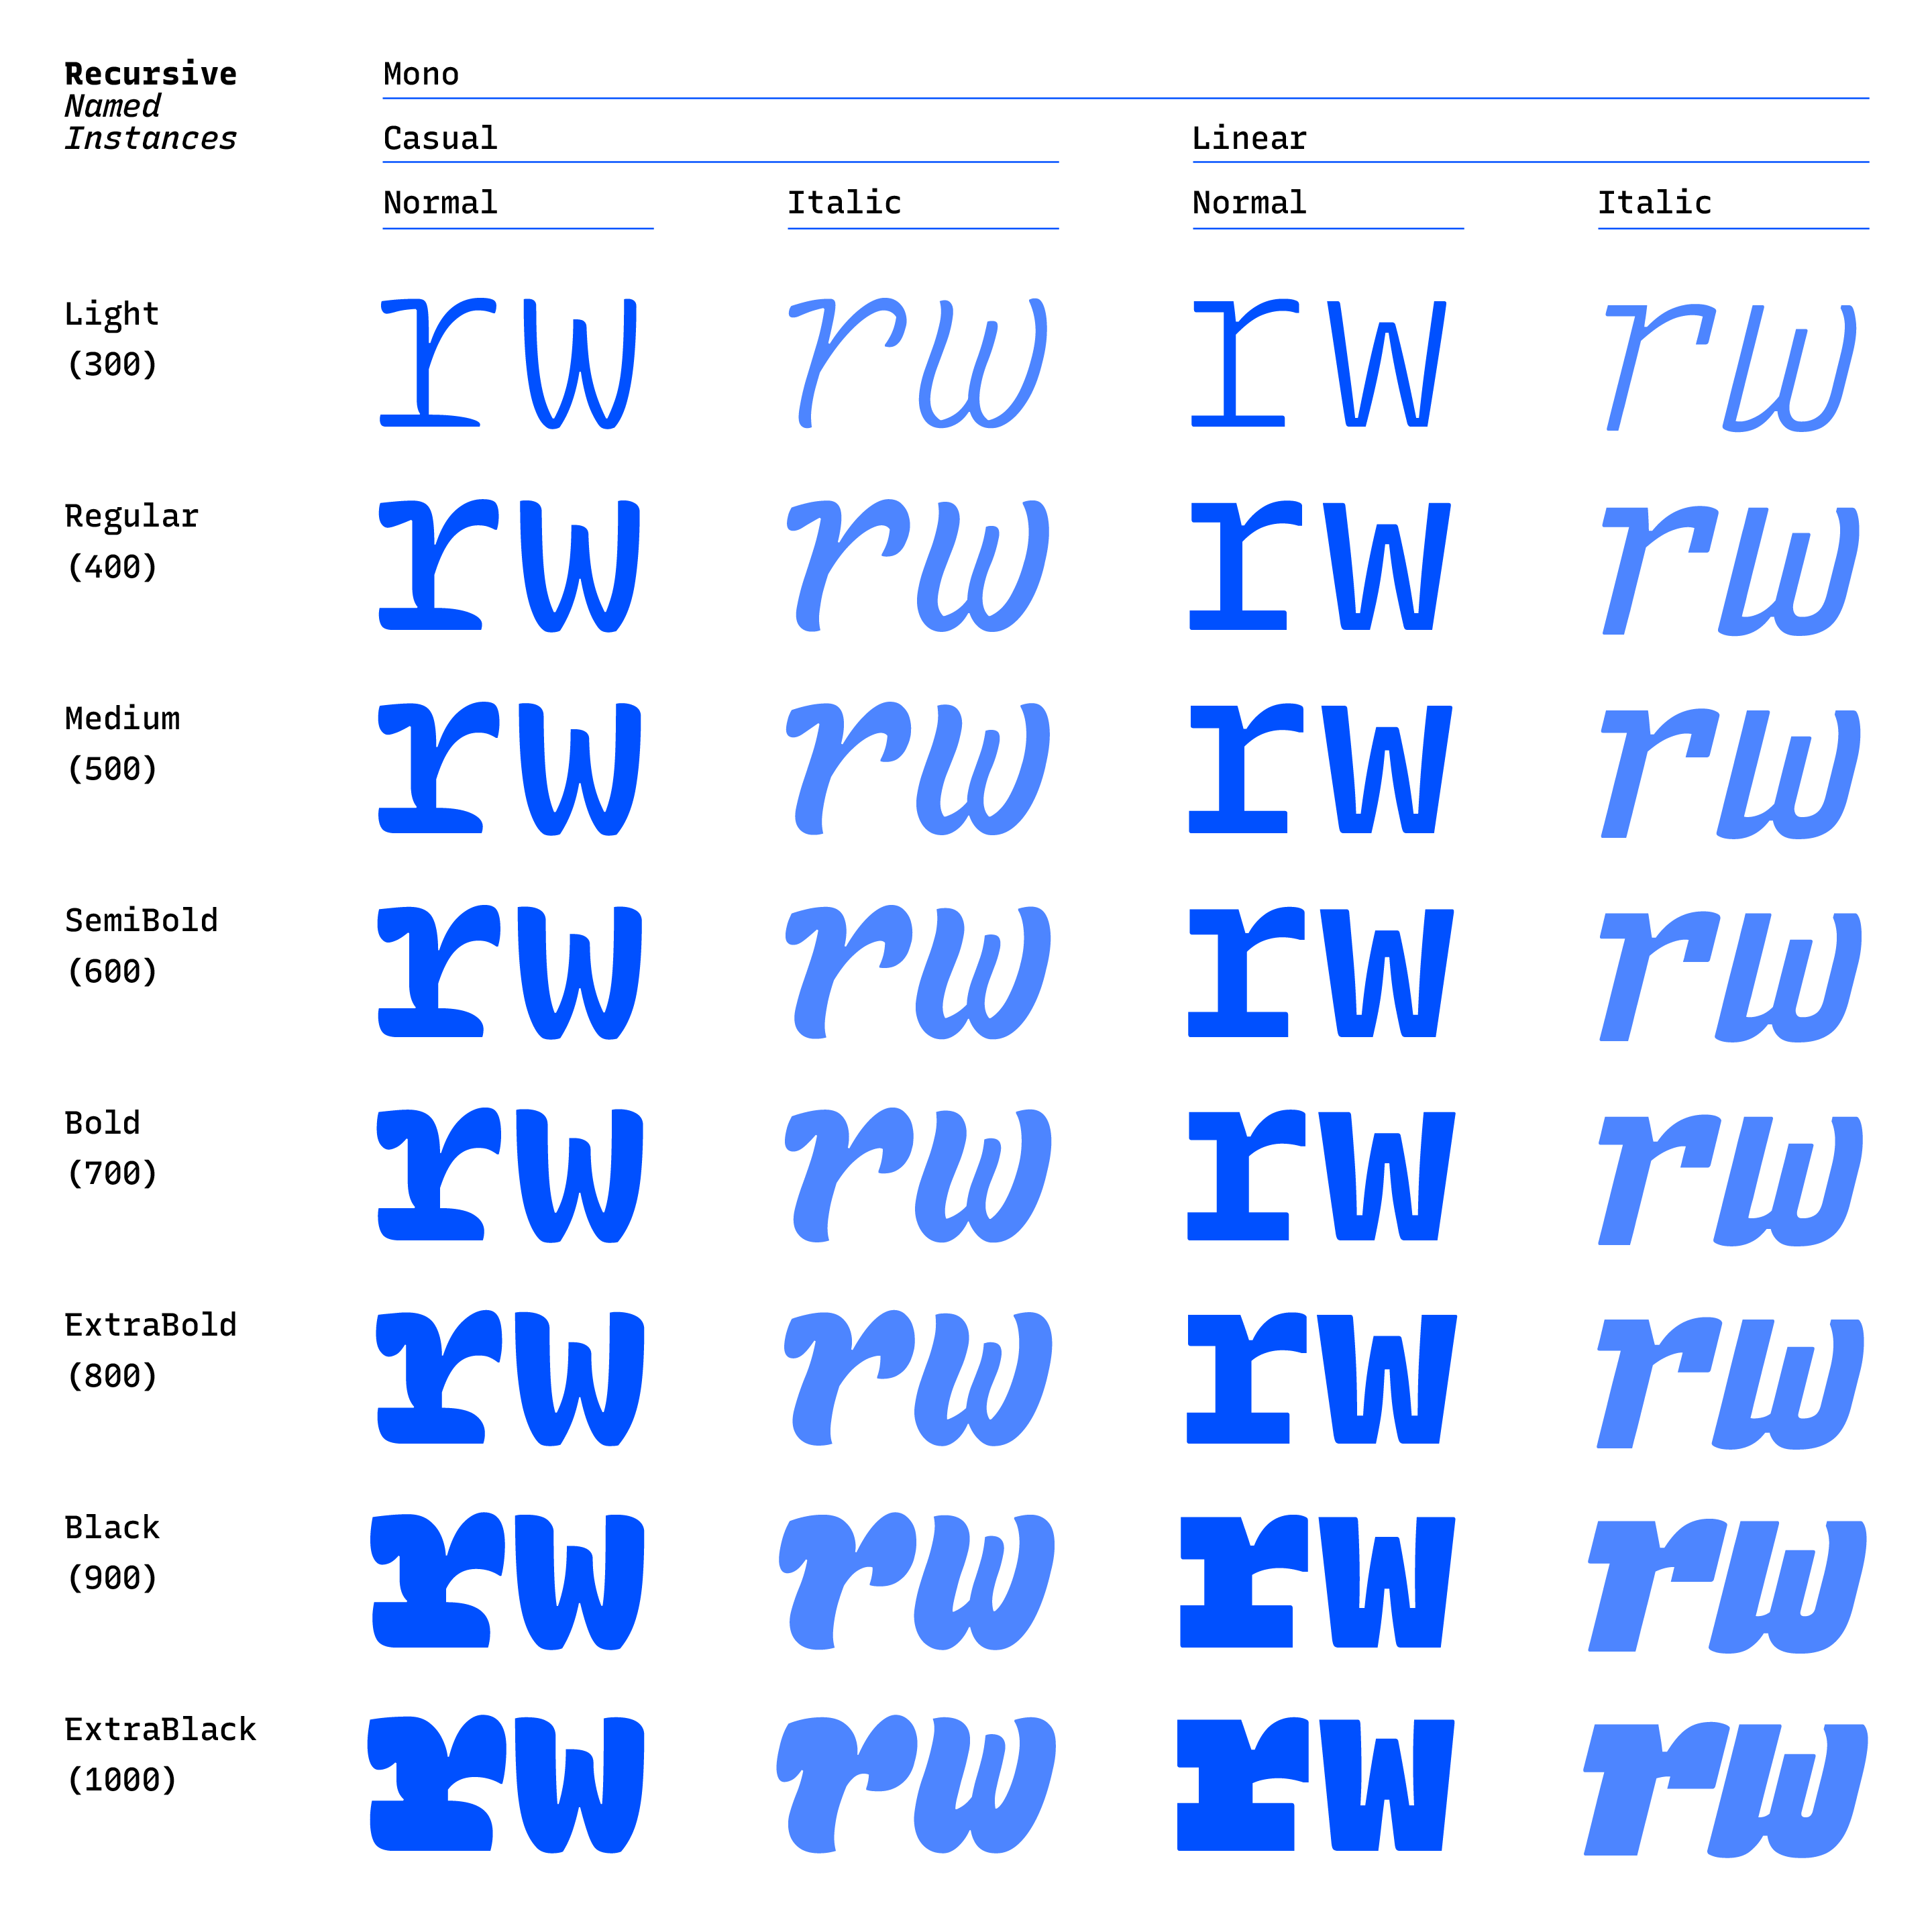 Recursive
Named
Instances
Mono
Casual
Linear
Normal
Italic
Normal
Italic
Light
(300)
rw rw rw rw
Regular
(400)
rw rw rw rw
Medium
(500)
rw rw rw rw
SemiBold
(600)
rw rw rw rw
Bold
(700)
rw rw rw rw
ExtraBold
(800)
rw rw rw rw
Black
(900)
rw rw rw rw
ExtraBlack
(1000)
rw rw rw rw